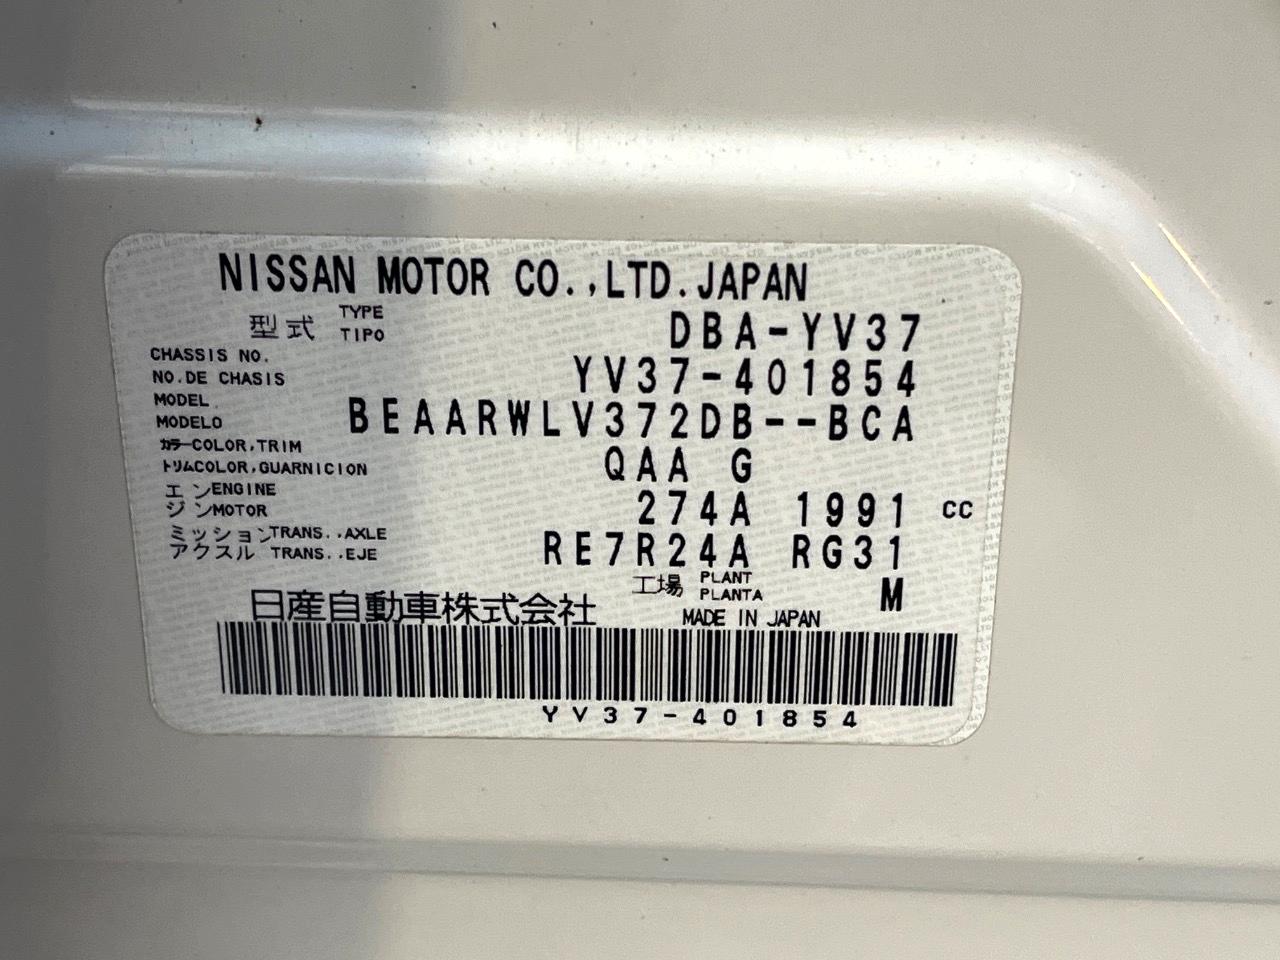 NISSAN MOTOR CO.,LTD.JAPAN
型式 TYPE TIPO DBA-YV37
CHASSIS NO.
NO.DE CHASIS YV37-401854
MODEL
MODELO BEAARWLV372DB--BCA
カラーCOLOR,TRIM
トリムCOLOR,GUARNICION QAA G
エンENGINE
ジンMOTOR 274A 1991 CC
ミッションTRANS..AXLE
アクスル TRANS..EJE RE7R24A RG31
工場 PLANT PLANTA M
日産自動車株式会社 MADE IN JAPAN
YV37-401854